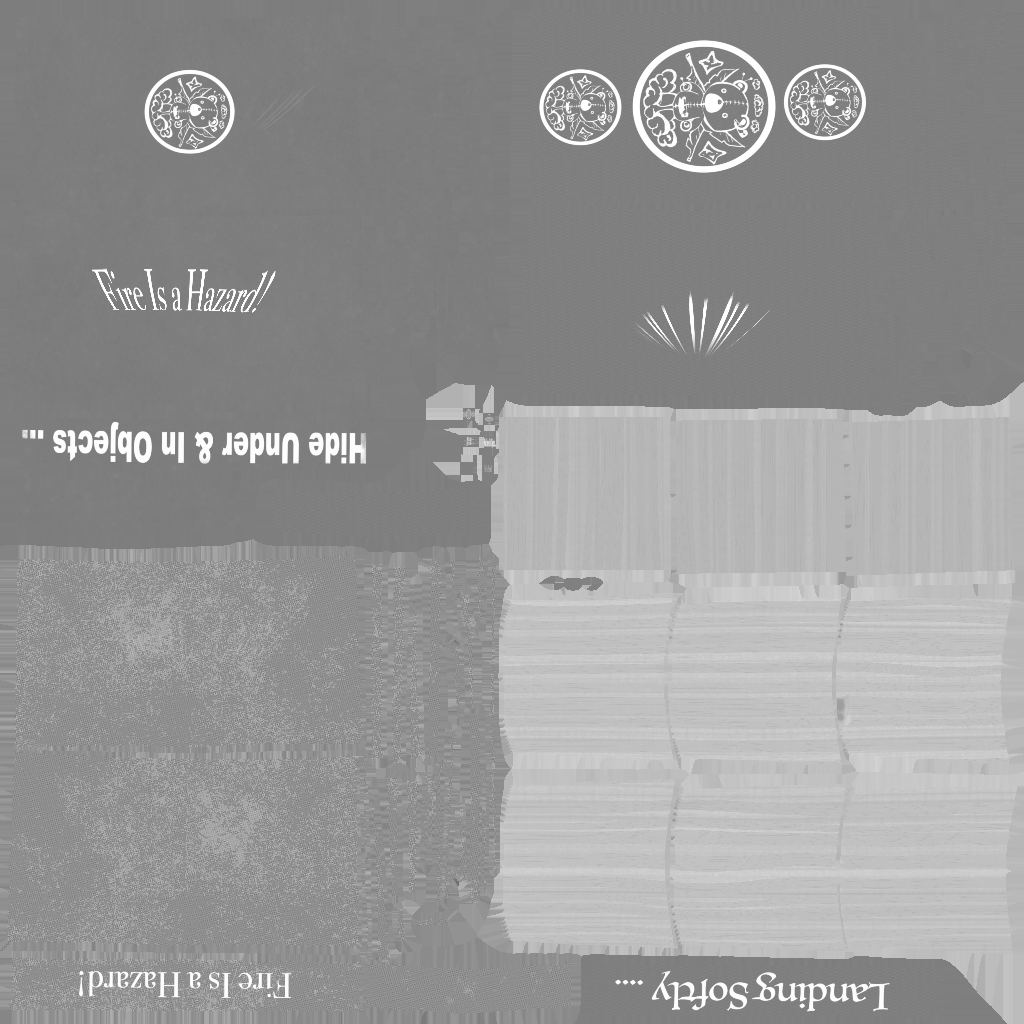 Fire Is a Hazard!!
Hide Under & In Objects ...
Fire Is a Hazard!
Landing Softly ....